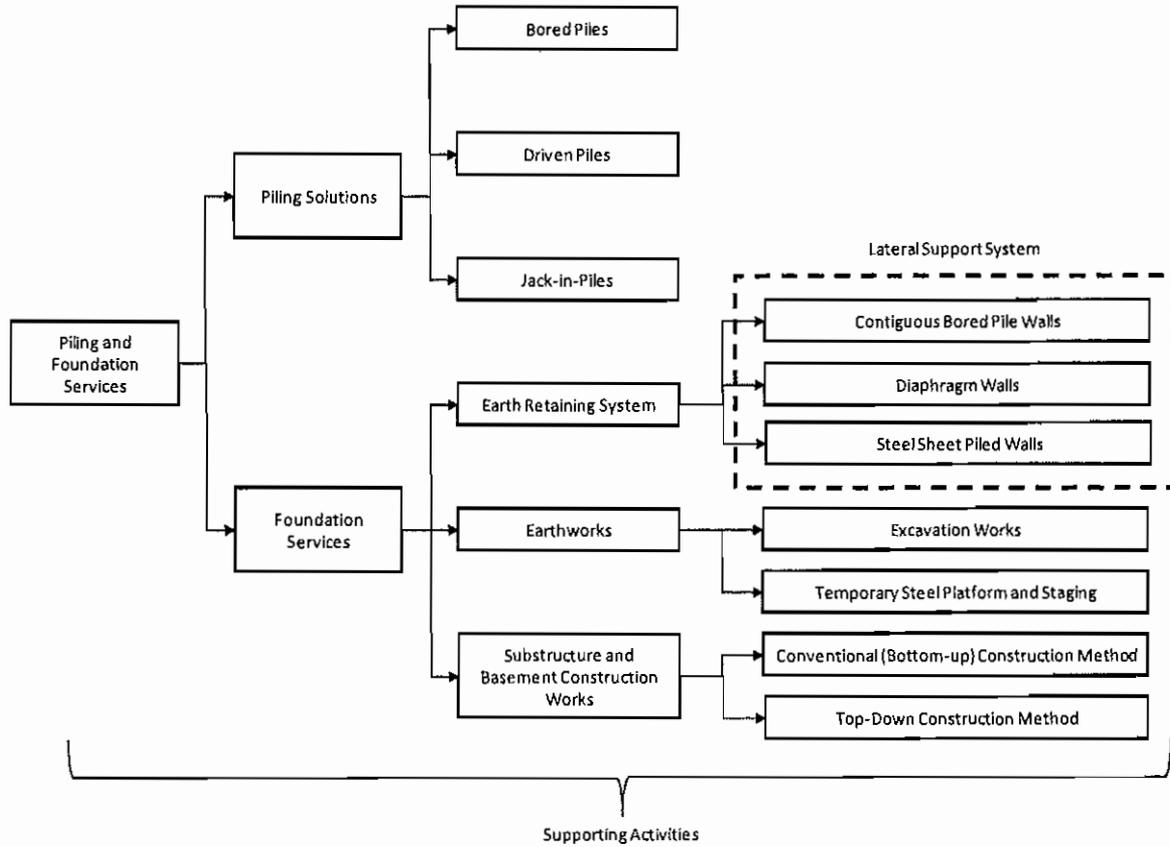 Bored Piles
Driven Piles
Piling Solutions
Jack-in-Piles
Lateral Support System
Contiguous Bored Pile Walls
Piling and
Foundation
Services
Diaphragm Walls
Earth Retaining System
Steel Sheet Piled Walls
Foundation
Services
Earthworks
Excavation Works
Temporary Steel Platform and Staging
Substructure and
Basement Construction
Works
Conventional (Bottom-up) Construction Method
Top-Down Construction Method
Supporting Activities